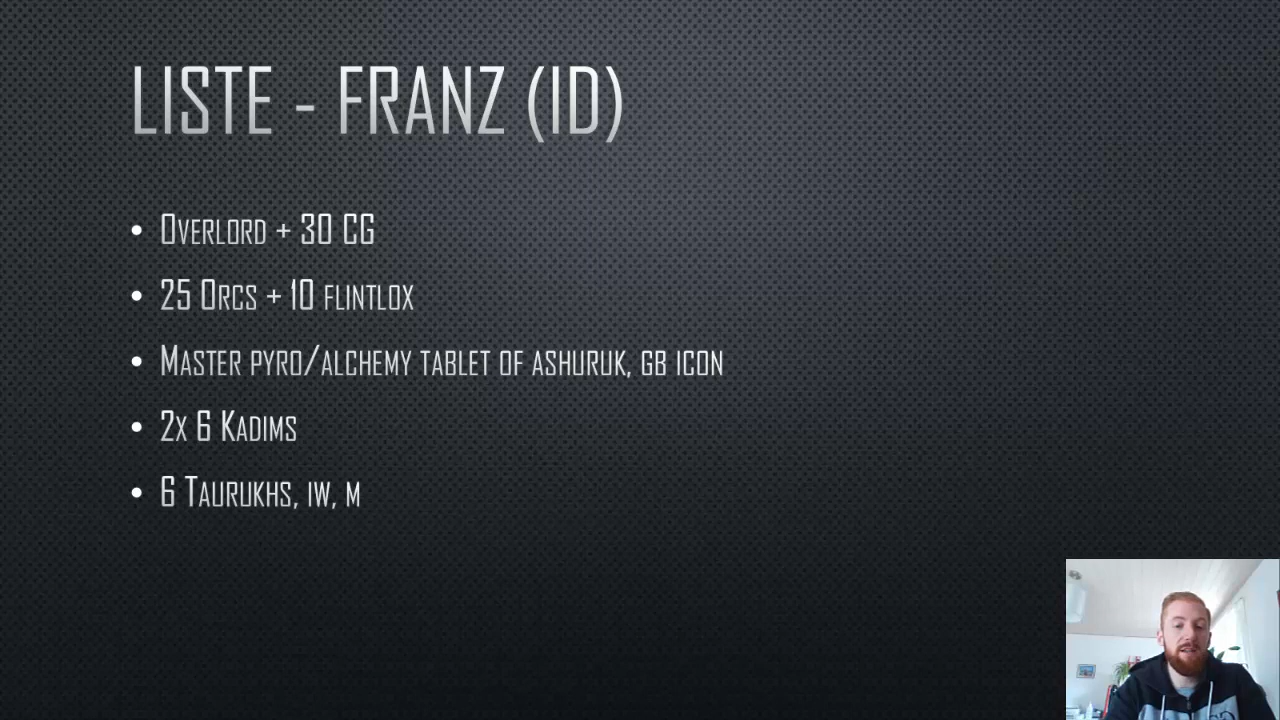 LISTE - FRANZ (ID)
• OVERLORD + 30 CG
• 25 ORCS + 10 FLINTLOX
• MASTER PYRO/ALCHEMY TABLET OF ASHURUK, GB ICON
• 2X 6 KADIMS
• 6 TAURUKHS, IW, M